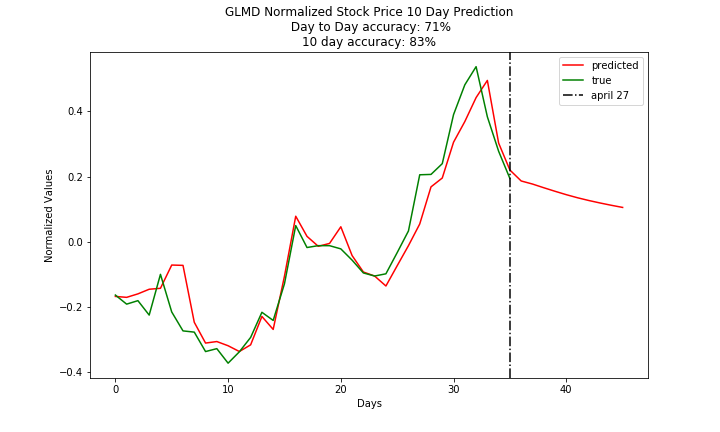 GLMD Normalized Stock Price 10 Day Prediction
Day to Day accuracy: 71%
10 day accuracy: 83%
predicted
true
april 27
Normalized Values
0.4
0.2
0.0
−0.2
−0.4
0
10
20
30
40
Days